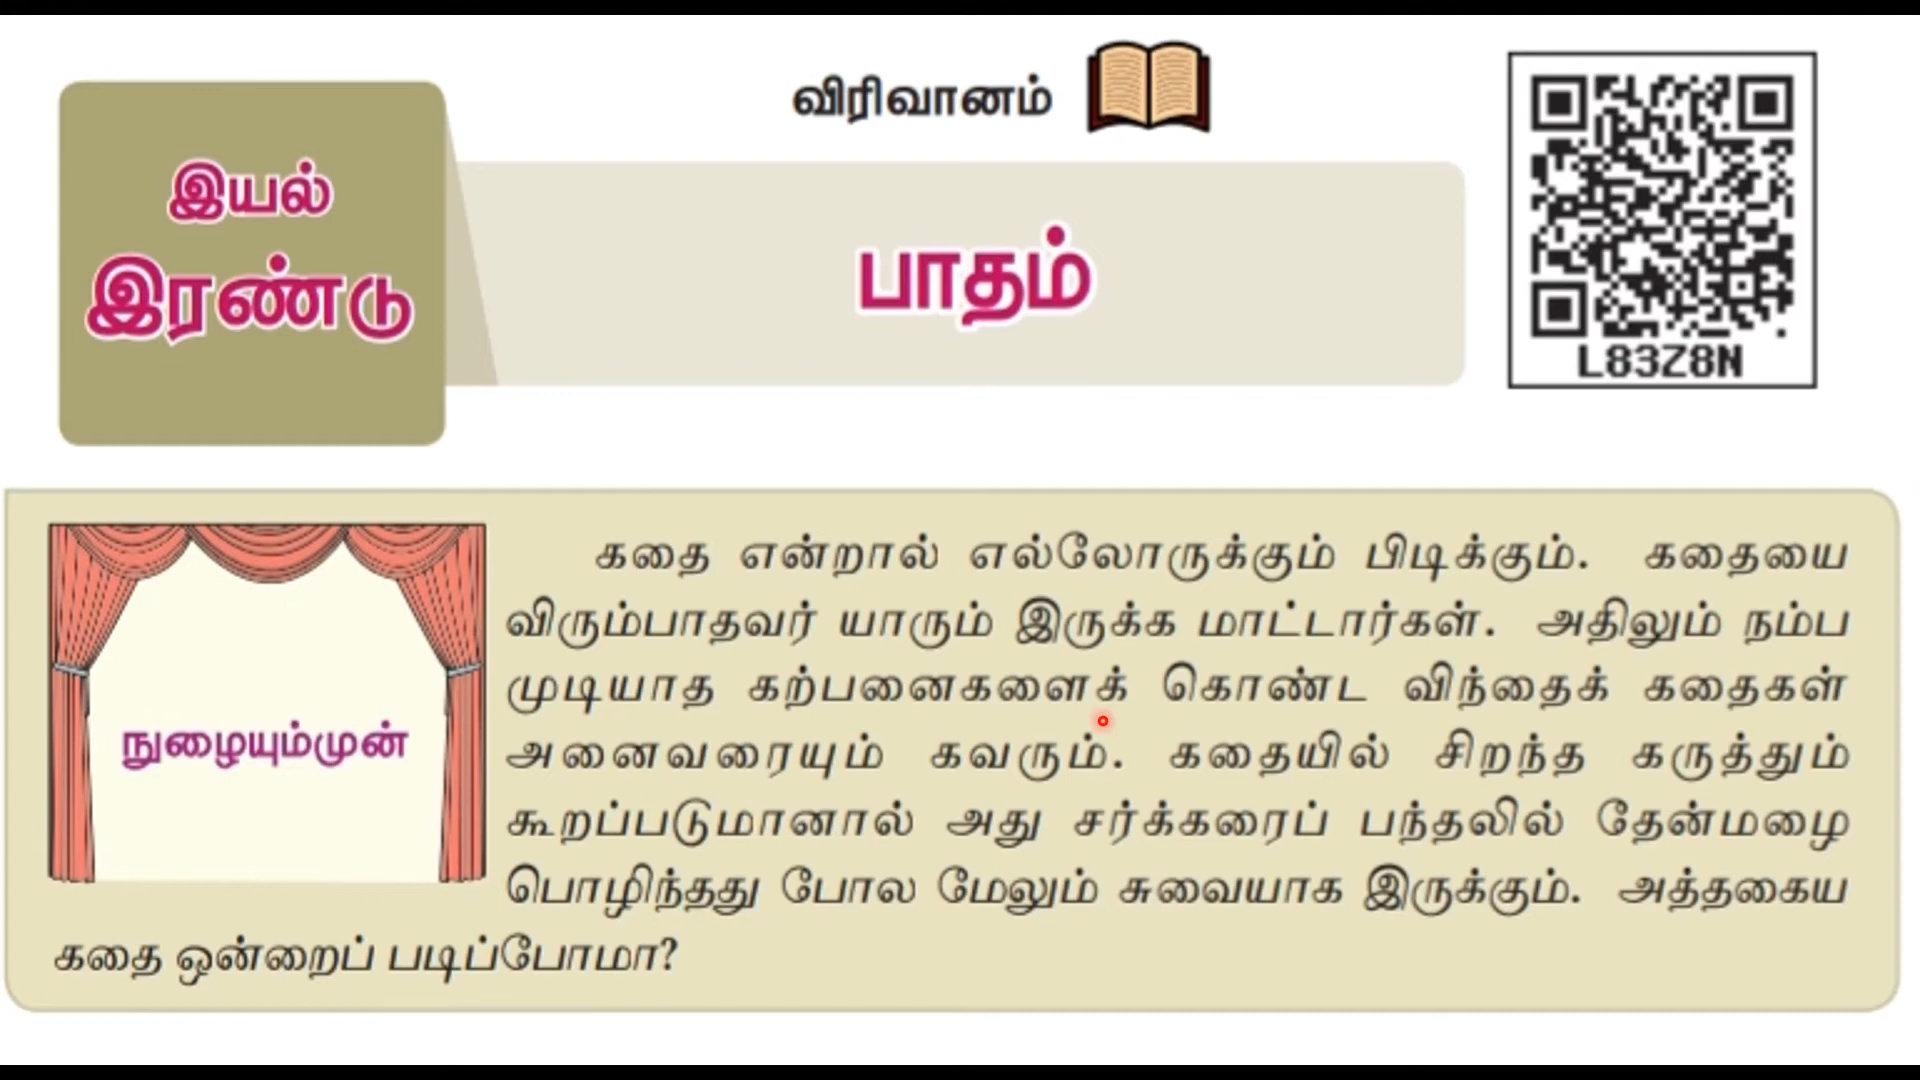 விரிவானம்
இயல்
இரண்டு
பாதம்
L83Z8N
நுழையும்முன்
கதை என்றால் எல்லோருக்கும் பிடிக்கும். கதையை
விரும்பாதவர் யாரும் இருக்க மாட்டார்கள். அதிலும் நம்ப
முடியாத கற்பனைகளைக் கொண்ட விந்தைக் கதைகள்
அனைவரையும் கவரும். கதையில் சிறந்த கருத்தும்
கூறப்படுமானால் அது சர்க்கரைப் பந்தலில் தேன்மழை
பொழிந்தது போல மேலும் சுவையாக இருக்கும். அத்தகைய
கதை ஒன்றைப் படிப்போமா?